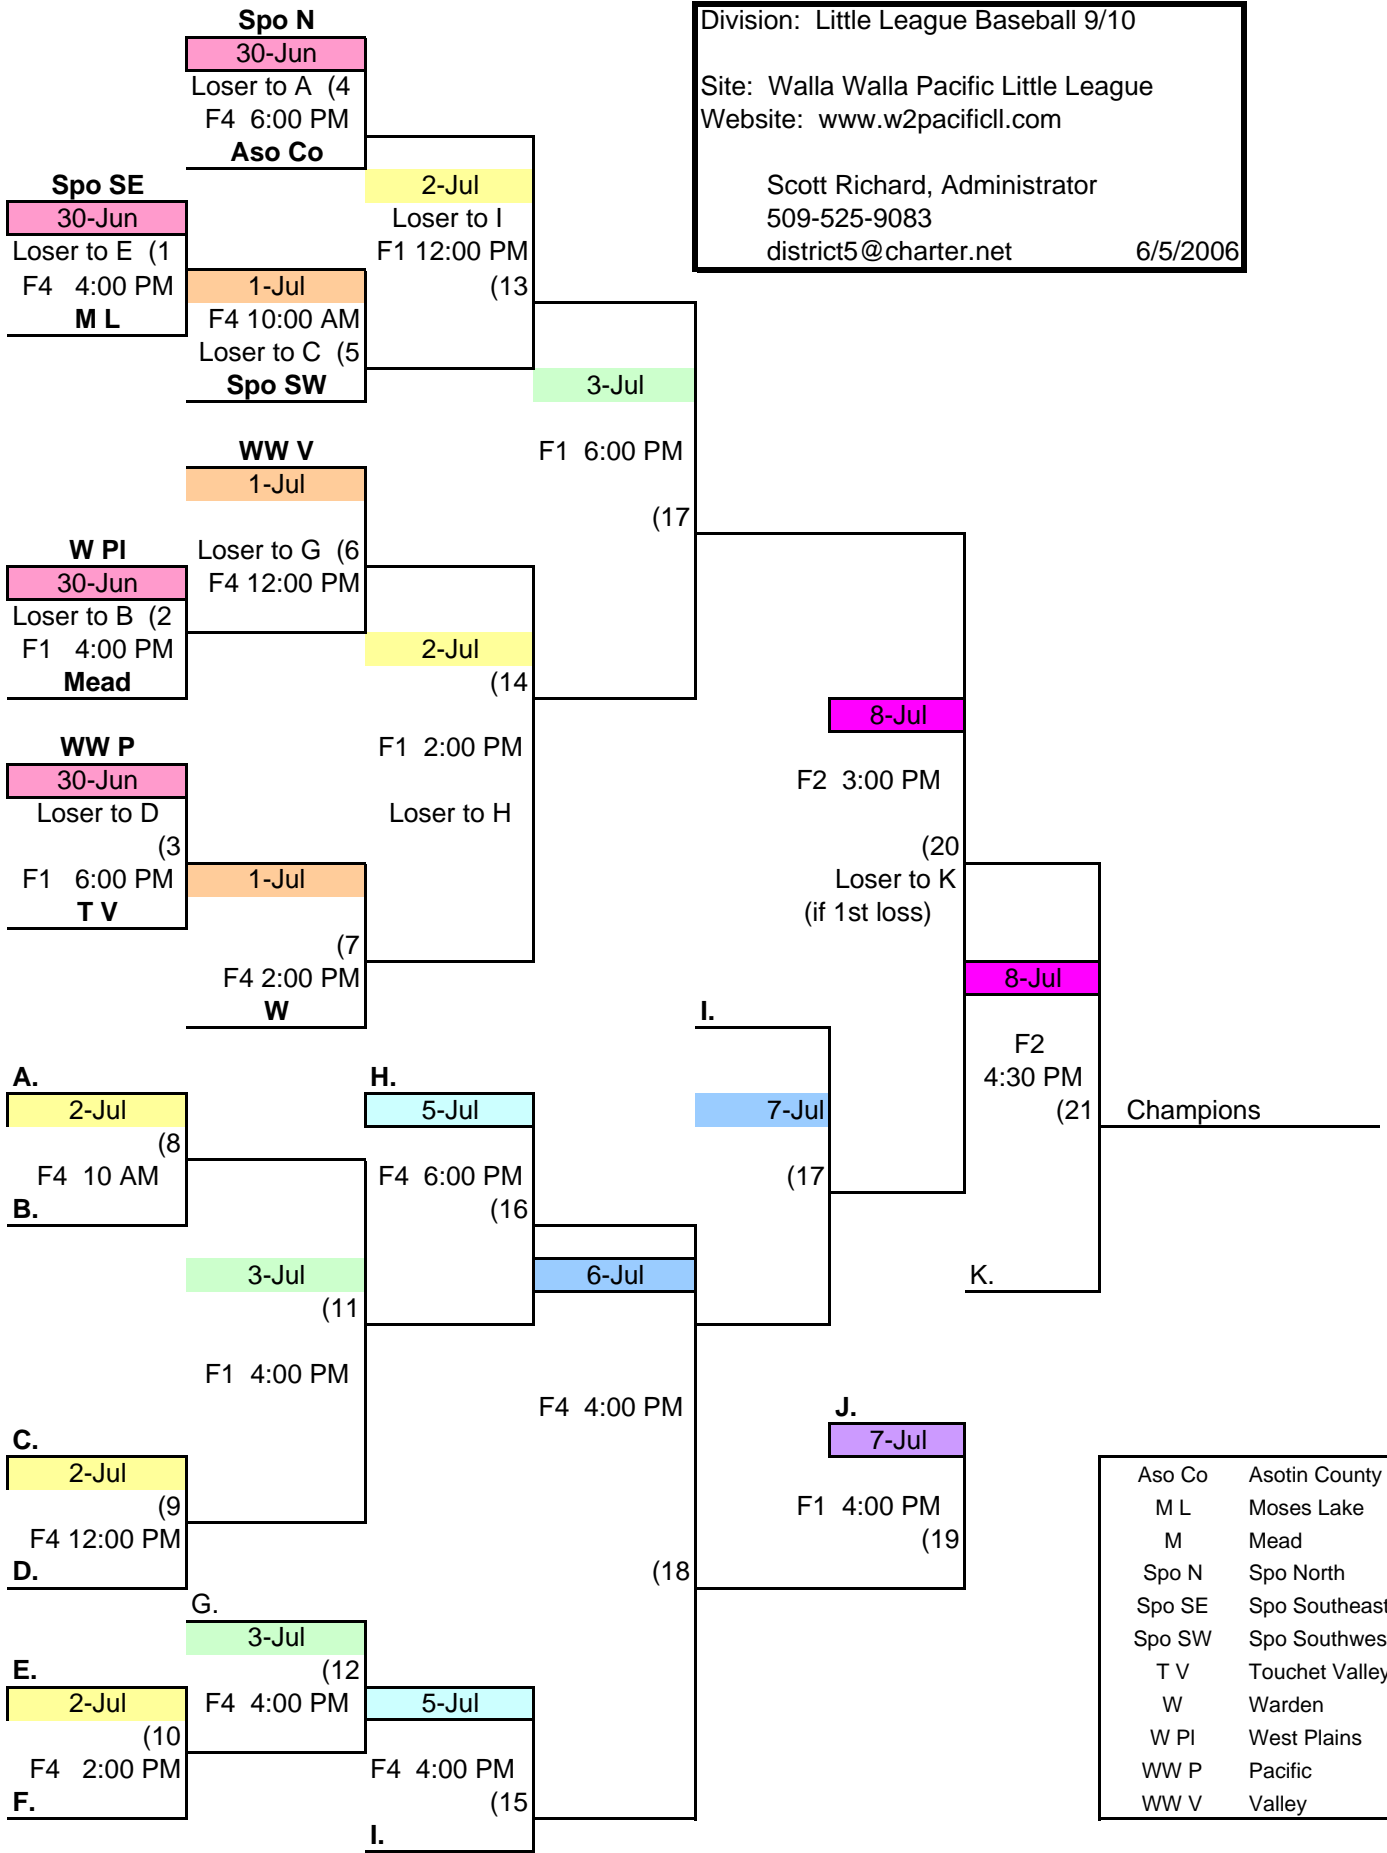 Spo N
30-Jun
Loser to A (4
F4 6:00 PM
Aso Co
Division: Little League Baseball 9/10
Site: Walla Walla Pacific Little League
Website: www.w2pacificll.com
Scott Richard, Administrator
509-525-9083
district5@charter.net 6/5/2006
Spo SE
30-Jun
Loser to E (1
F4 4:00 PM
M L
2-Jul
Loser to I
F1 12:00 PM
(13
1-Jul
F4 10:00 AM
Loser to C (5
Spo SW
3-Jul
F1 6:00 PM
(17
WW V
1-Jul
Loser to G (6
F4 12:00 PM
W Pl
30-Jun
Loser to B (2
F1 4:00 PM
Mead
2-Jul
(14
F1 2:00 PM
Loser to H
WW P
30-Jun
Loser to D
(3
F1 6:00 PM
T V
1-Jul
(7
F4 2:00 PM
W
8-Jul
F2 3:00 PM
(20
Loser to K
(if 1st loss)
8-Jul
F2
4:30 PM
(21
Champions
K.
I.
7-Jul
(17
A.
2-Jul
(8
F4 10 AM
B.
H.
5-Jul
F4 6:00 PM
(16
3-Jul
(11
F1 4:00 PM
6-Jul
F4 4:00 PM
(18
J.
7-Jul
F1 4:00 PM
(19
C.
2-Jul
(9
F4 12:00 PM
D.
G.
3-Jul
(12
F4 4:00 PM
E.
2-Jul
(10
F4 2:00 PM
F.
5-Jul
F4 4:00 PM
(15
I.
Aso Co Asotin County
M L Moses Lake
M Mead
Spo N Spo North
Spo SE Spo Southeast
Spo SW Spo Southwes
T V Touchet Valley
W Warden
W Pl West Plains
WW P Pacific
WW V Valley